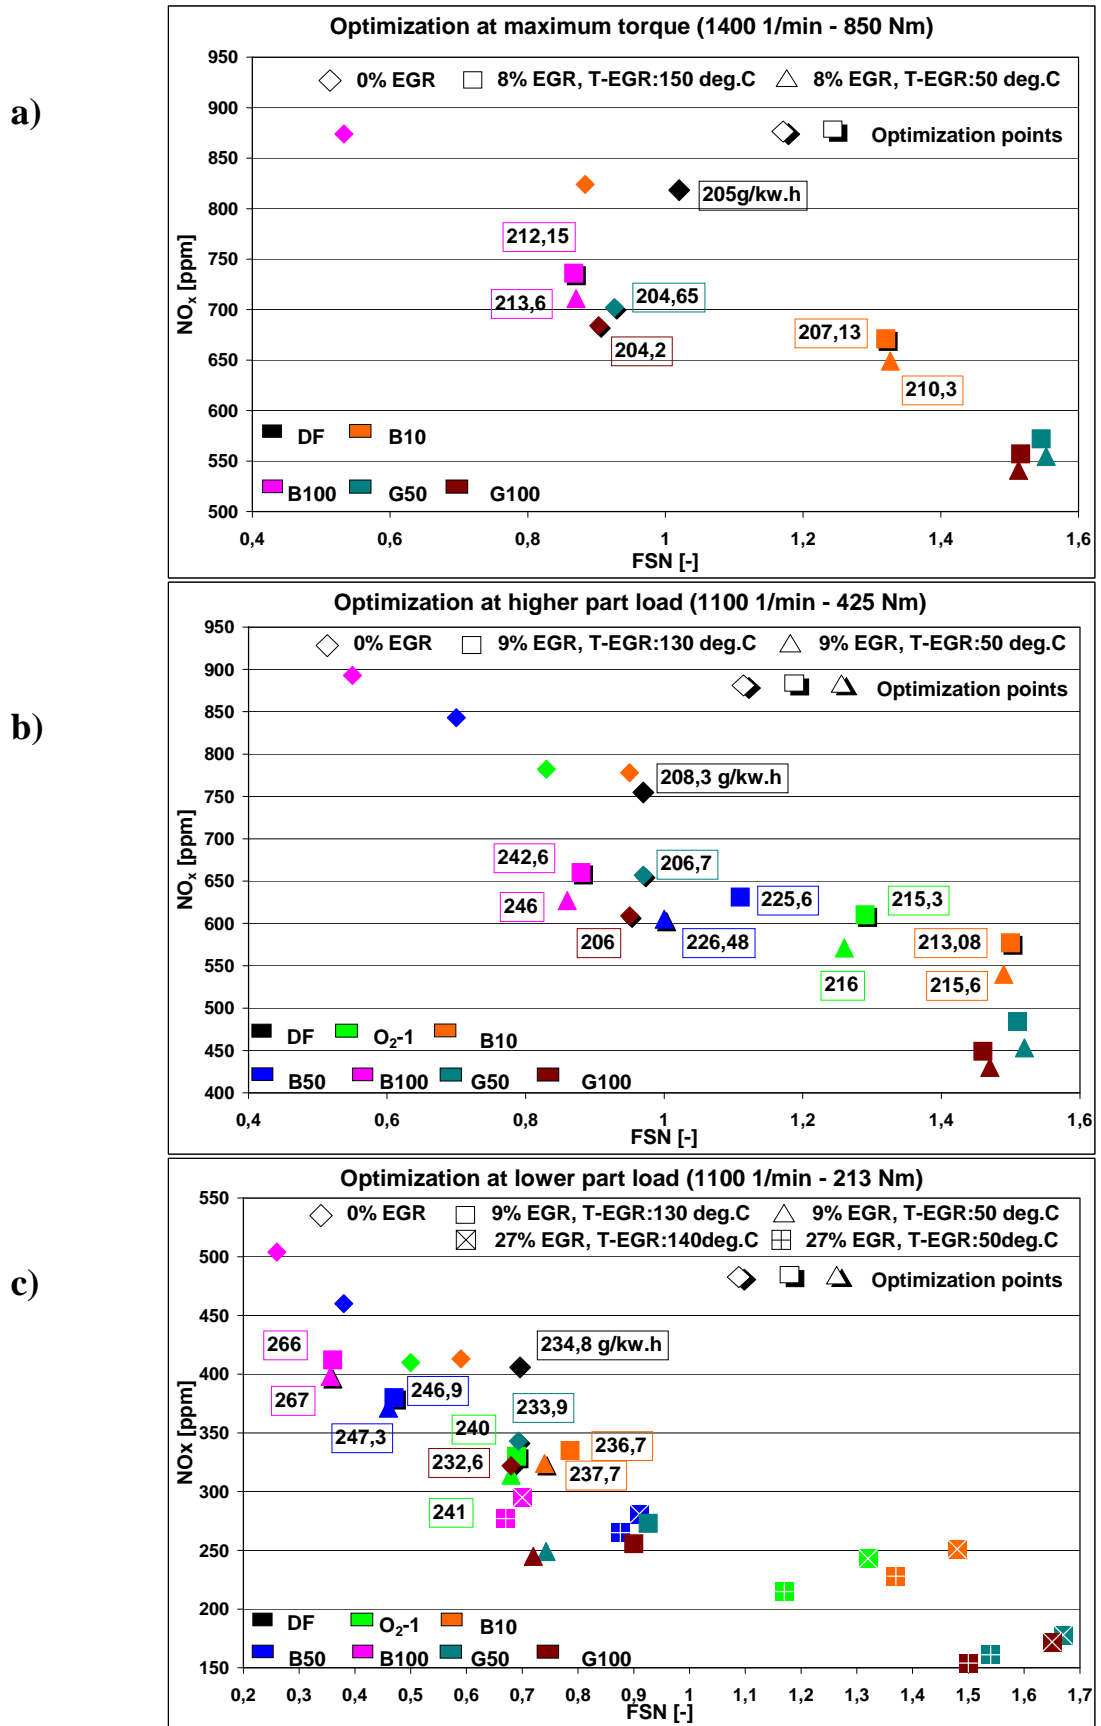 a)
Optimization at maximum torque (1400 1/min - 850 Nm)
0% EGR 8% EGR, T-EGR:150 deg.C 8% EGR, T-EGR:50 deg.C
Optimization points
NOx [ppm]
950
900
850
800
750
700
650
600
550
500
205g/kw.h
212,15
213,6
204,65
204,2
207,13
210,3
DF B10
B100 G50 G100
0,4 0,6 0,8 1 1,2 1,4 1,6
FSN [-]
b)
Optimization at higher part load (1100 1/min - 425 Nm)
0% EGR 9% EGR, T-EGR:130 deg.C 9% EGR, T-EGR:50 deg.C
Optimization points
NOx [ppm]
950
900
850
800
750
700
650
600
550
500
450
400
208,3 g/kw.h
242,6
206,7
246
225,6
215,3
206
226,48
213,08
216
215,6
DF O2-1 B10
B50 B100 G50 G100
0,4 0,6 0,8 1 1,2 1,4 1,6
FSN [-]
c)
Optimization at lower part load (1100 1/min - 213 Nm)
0% EGR 9% EGR, T-EGR:130 deg.C 9% EGR, T-EGR:50 deg.C
27% EGR, T-EGR:140deg.C 27% EGR, T-EGR:50deg.C
Optimization points
NOx [ppm]
550
500
450
400
350
300
250
200
150
266
234,8 g/kw.h
267
246,9
233,9
247,3
240
236,7
232,6
237,7
241
DF O2-1 B10
B50 B100 G50 G100
0,2 0,3 0,4 0,5 0,6 0,7 0,8 0,9 1 1,1 1,2 1,3 1,4 1,5 1,6 1,7
FSN [-]